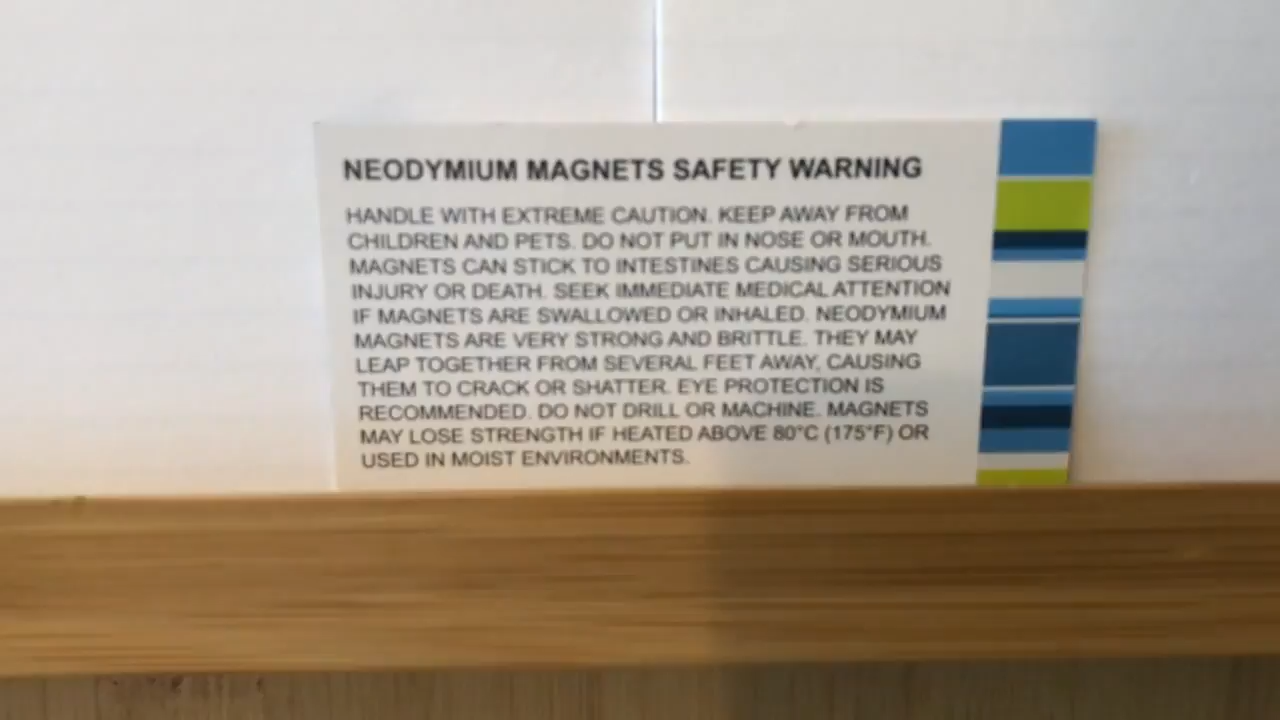 NEODYMIUM MAGNETS SAFETY WARNING
HANDLE WITH EXTREME CAUTION. KEEP AWAY FROM
CHILDREN AND PETS. DO NOT PUT IN NOSE OR MOUTH.
MAGNETS CAN STICK TO INTESTINES CAUSING SERIOUS
INJURY OR DEATH. SEEK IMMEDIATE MEDICAL ATTENTION
IF MAGNETS ARE SWALLOWED OR INHALED. NEODYMIUM
MAGNETS ARE VERY STRONG AND BRITTLE. THEY MAY
LEAP TOGETHER FROM SEVERAL FEET AWAY, CAUSING
THEM TO CRACK OR SHATTER. EYE PROTECTION IS
RECOMMENDED. DO NOT DRILL OR MACHINE. MAGNETS
MAY LOSE STRENGTH IF HEATED ABOVE 80°C (175°F) OR
USED IN MOIST ENVIRONMENTS.